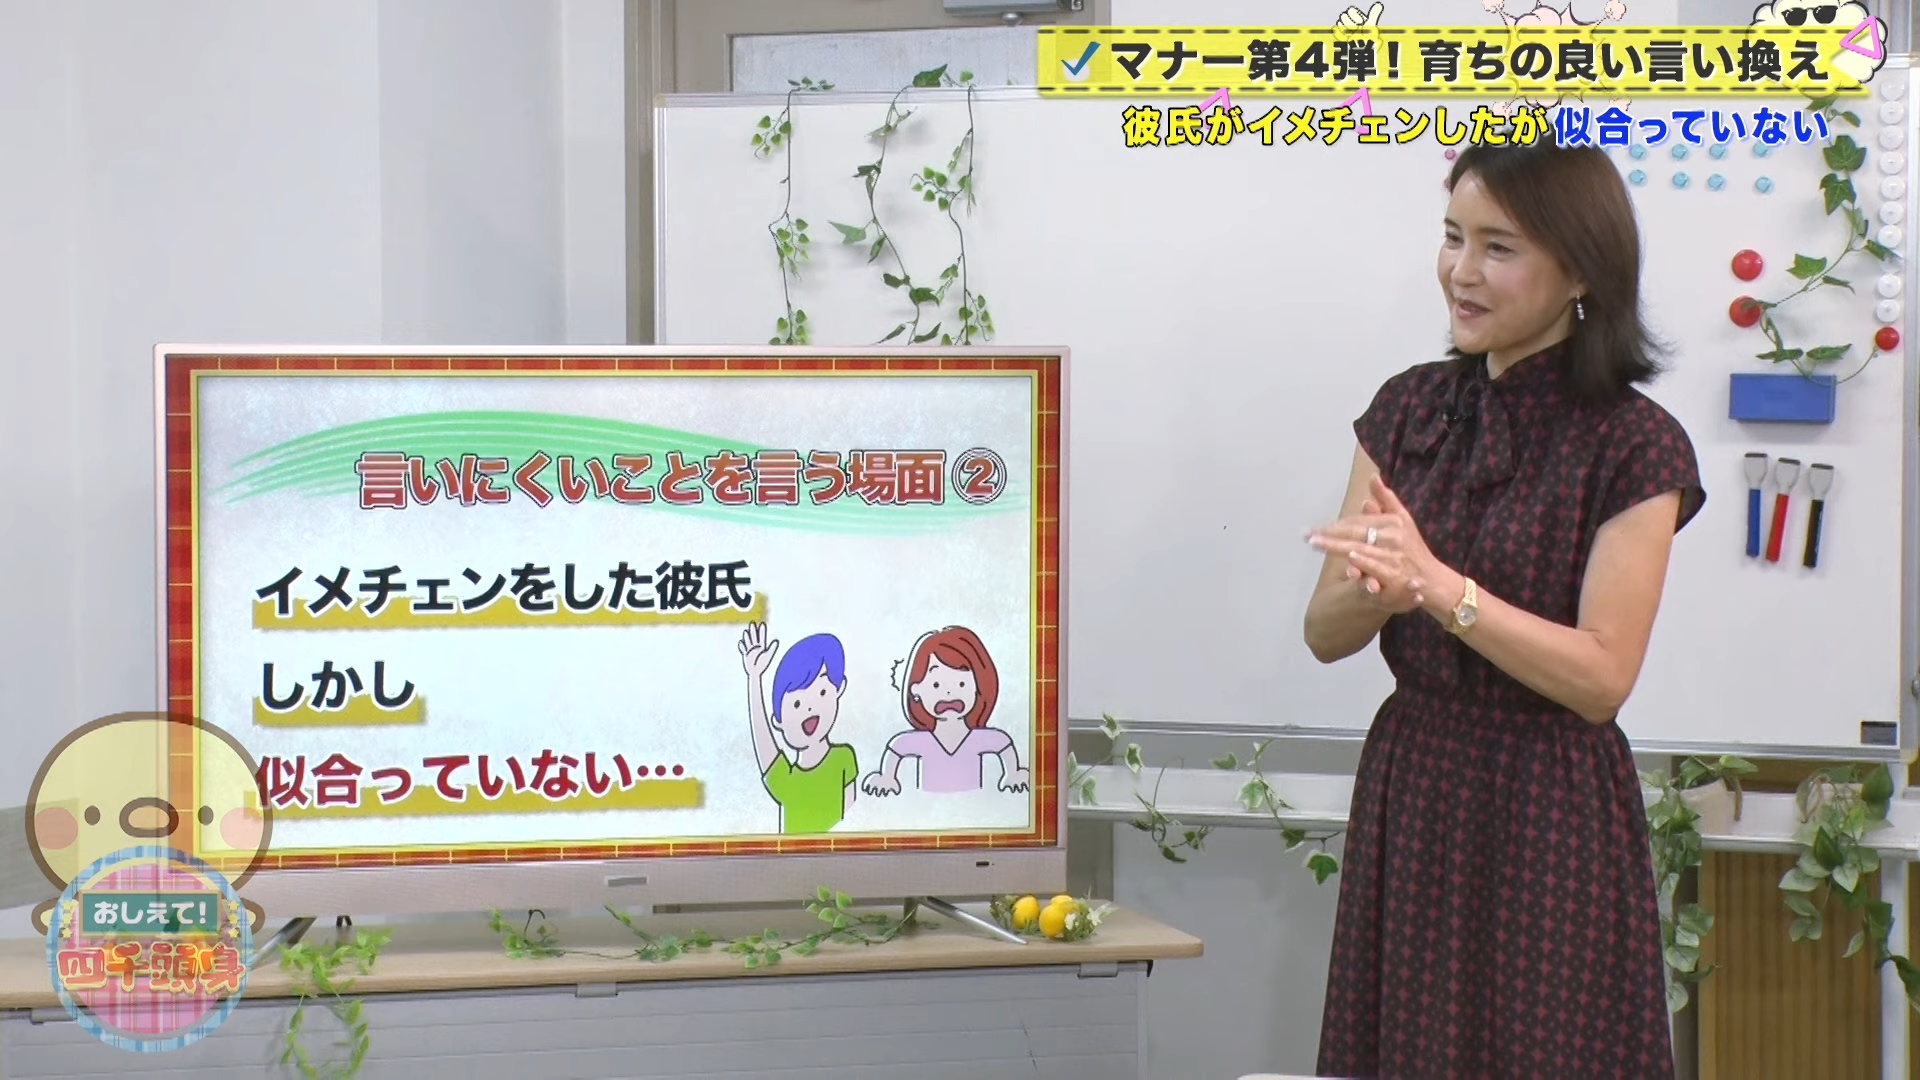 マナー第4弾！育ちの良い言い換え
彼氏がイメチェンしたが似合っていない
言いにくいことを言う場面②
イメチェンをした彼氏
しかし
似合っていない…
おしえて！
四千頭身